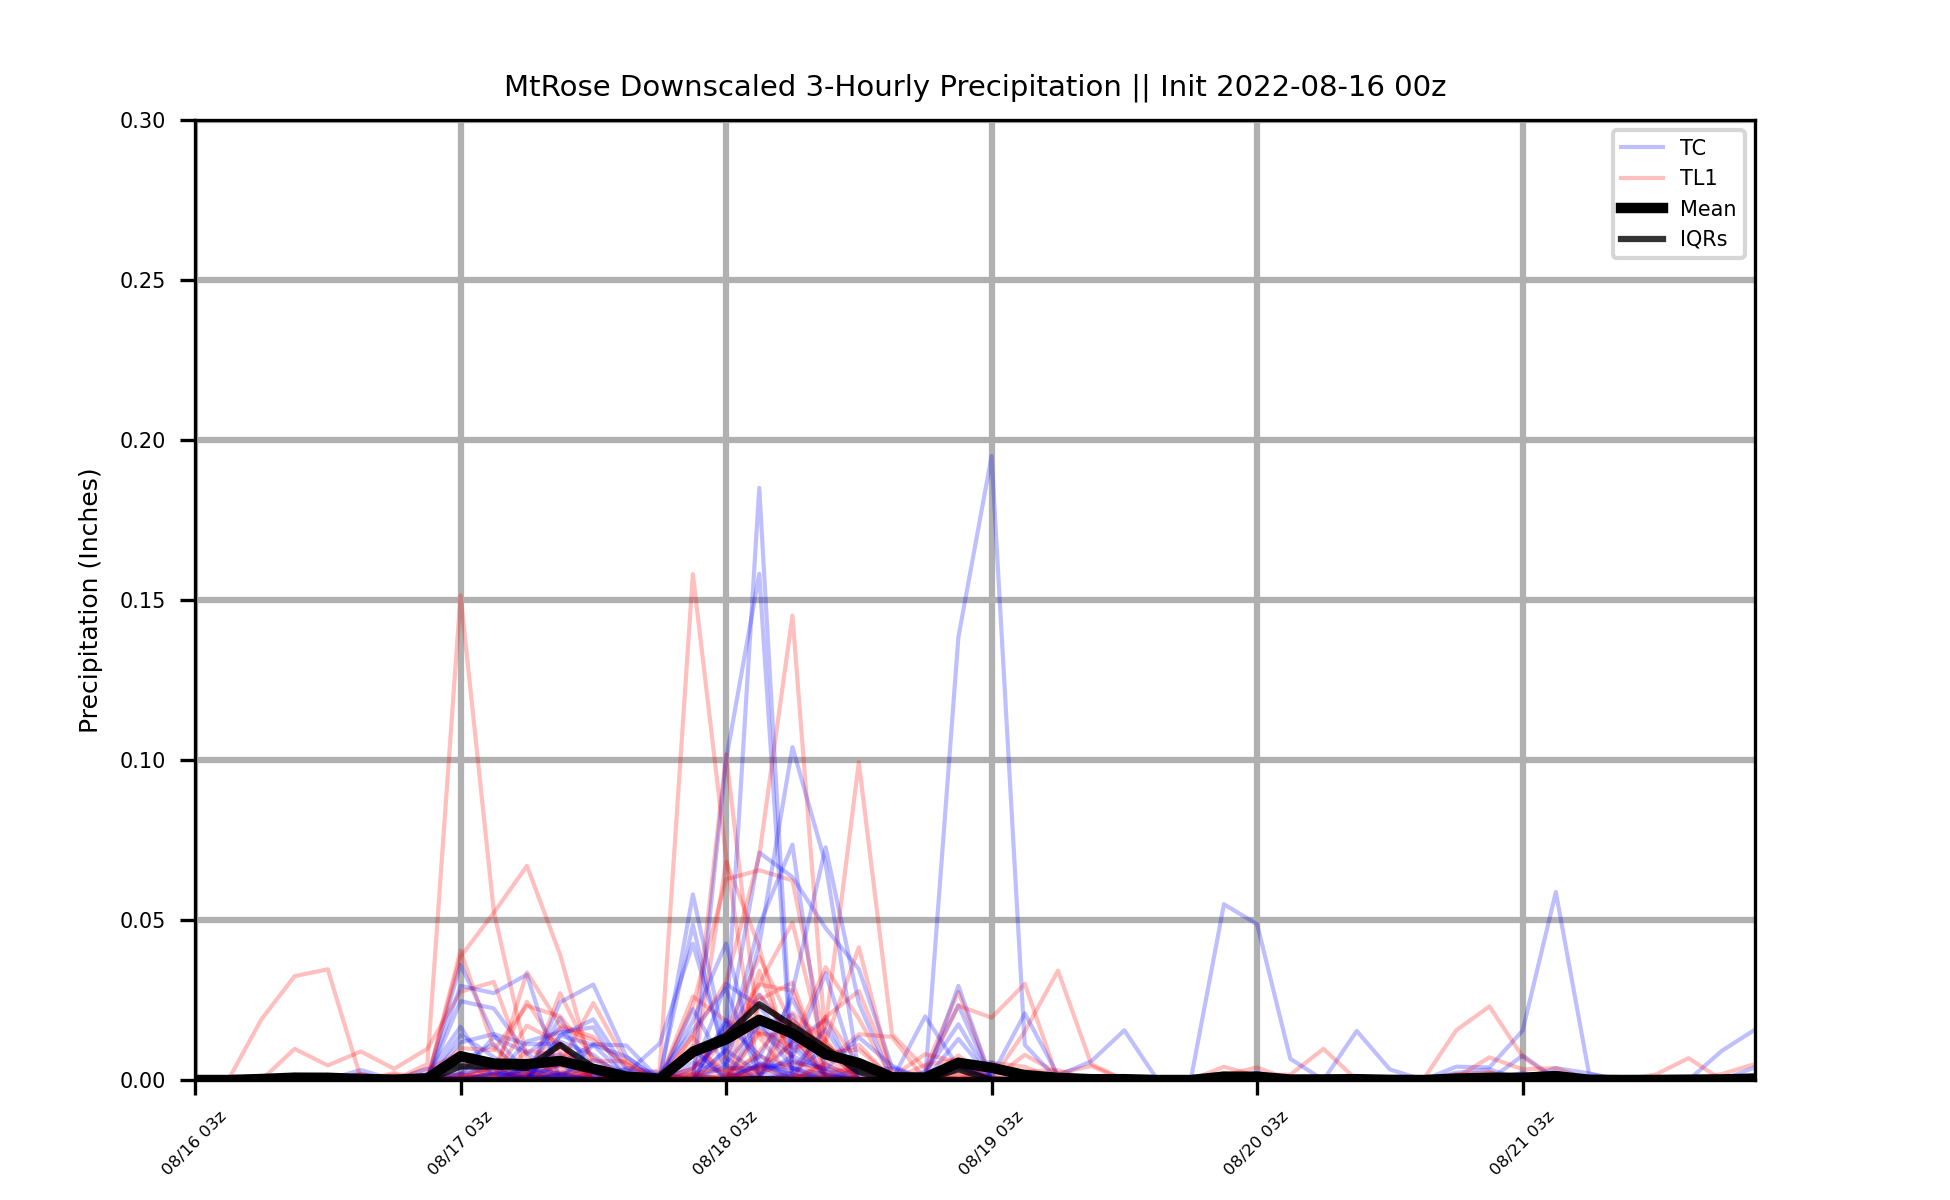 MtRose Downscaled 3-Hourly Precipitation || Init 2022-08-16 00z
TC
TL1
Mean
IQRs
Precipitation (Inches)
0.30
0.25
0.20
0.15
0.10
0.05
0.00
08/16 03z
08/17 03z
08/18 03z
08/19 03z
08/20 03z
08/21 03z